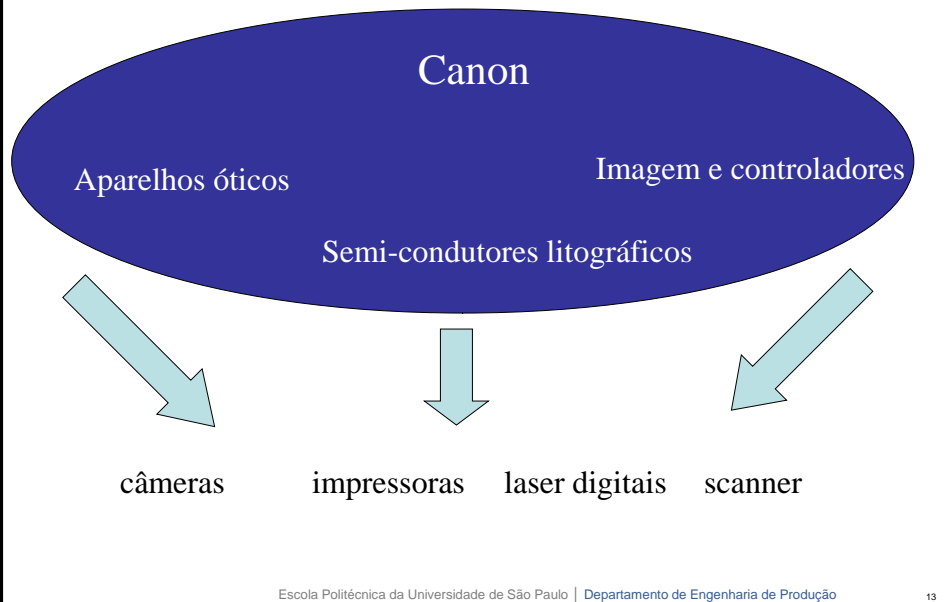 Canon
Aparelhos óticos
Imagem e controladores
Semi-condutores litográficos
câmeras impressoras laser digitais scanner
Escola Politécnica da Universidade de São Paulo | Departamento de Engenharia de Produção 13